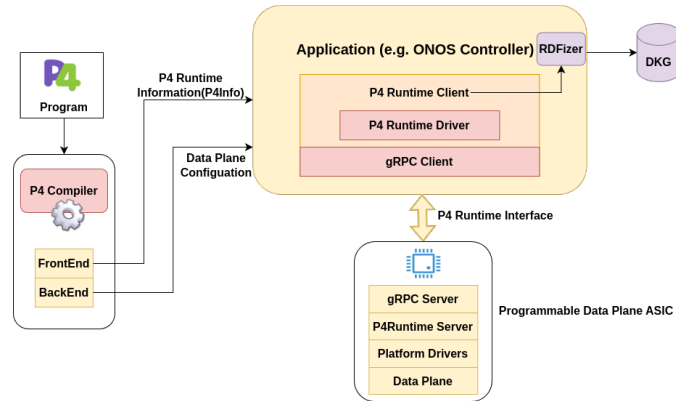 P4
Program
P4 Compiler
FrontEnd
BackEnd
P4 Runtime
Information(P4Info)
Data Plane
Configuation
Application (e.g. ONOS Controller)
RDFizer
DKG
P4 Runtime Client
P4 Runtime Driver
gRPC Client
P4 Runtime Interface
gRPC Server
P4Runtime Server
Platform Drivers
Data Plane
Programmable Data Plane ASIC